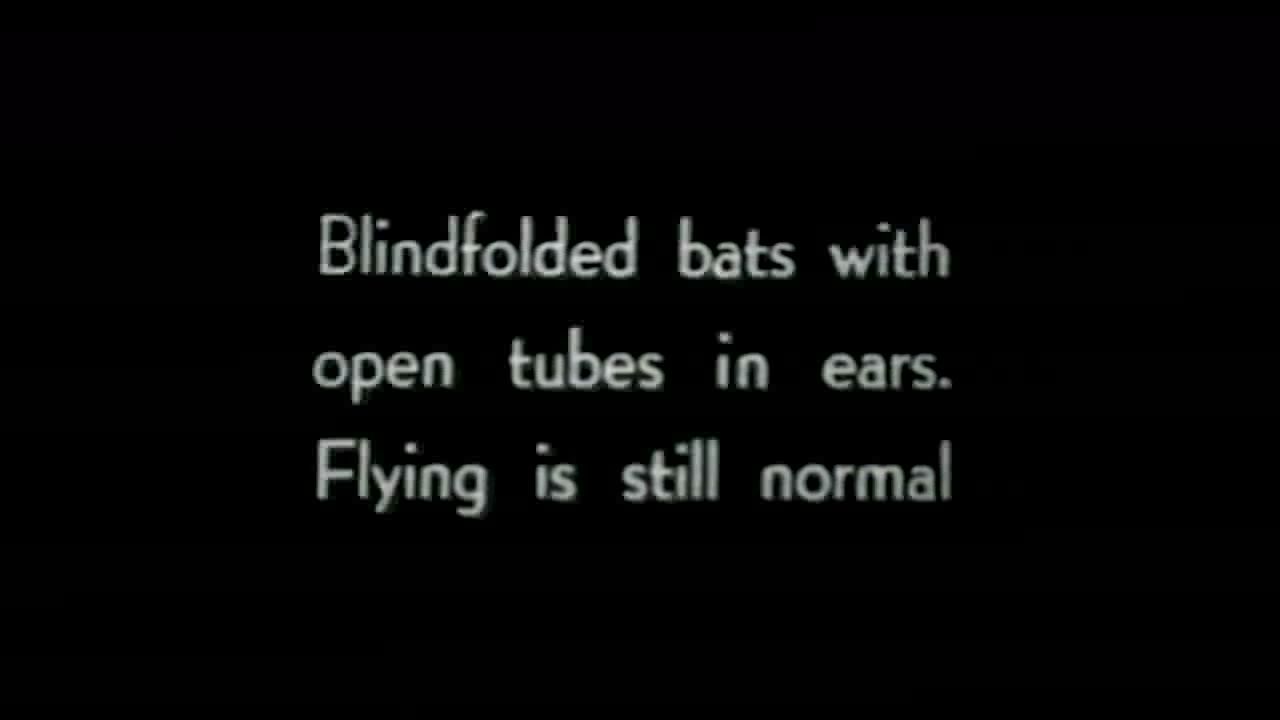 Blindfolded bats with
open tubes in ears.
Flying is still normal